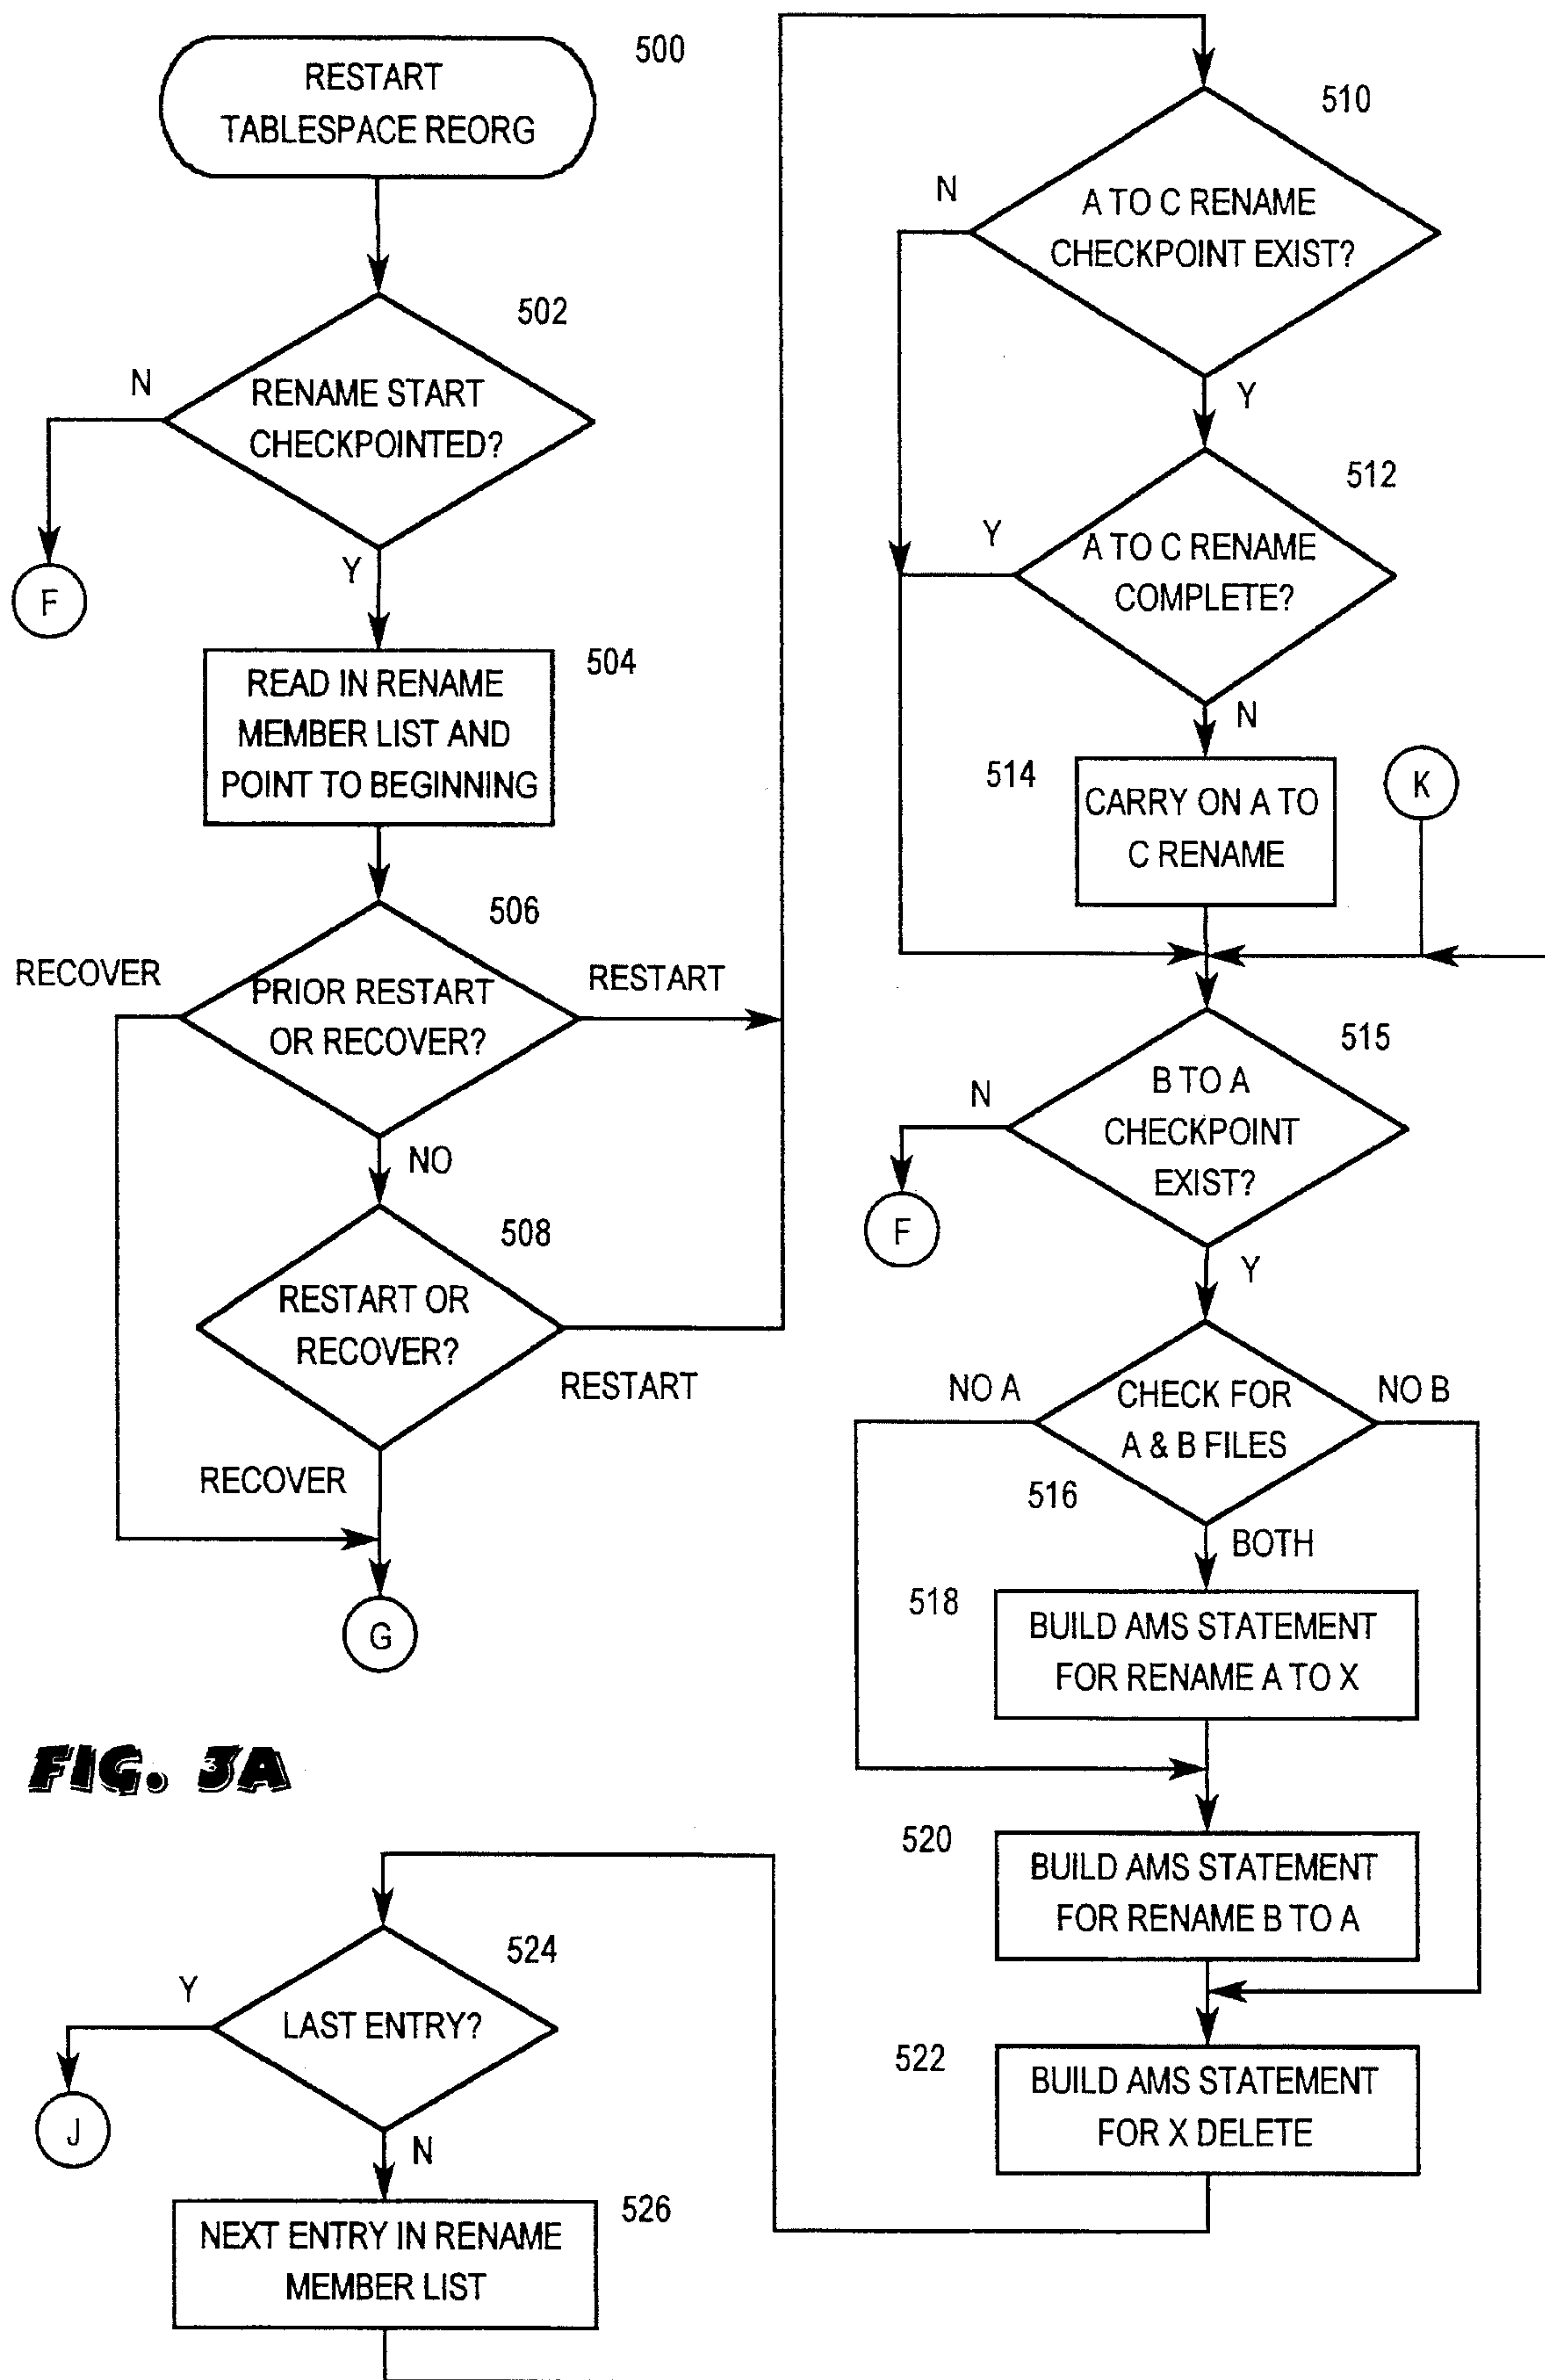 500
RESTART
TABLESPACE REORG
502
N
RENAME START
CHECKPOINTED?
F
Y
504
READ IN RENAME
MEMBER LIST AND
POINT TO BEGINNING
506
RECOVER
RESTART
PRIOR RESTART
OR RECOVER?
NO
508
RESTART OR
RECOVER?
RESTART
RECOVER
G
510
N
A TO C RENAME
CHECKPOINT EXIST?
Y
512
Y
A TO C RENAME
COMPLETE?
N
514
CARRY ON A TO
C RENAME
K
515
N
B TO A
CHECKPOINT
EXIST?
F
Y
NO A
CHECK FOR
A & B FILES
NO B
516
BOTH
518
BUILD AMS STATEMENT
FOR RENAME A TO X
520
BUILD AMS STATEMENT
FOR RENAME B TO A
522
BUILD AMS STATEMENT
FOR X DELETE
FIG. 3A
524
Y
LAST ENTRY?
J
N
526
NEXT ENTRY IN RENAME
MEMBER LIST